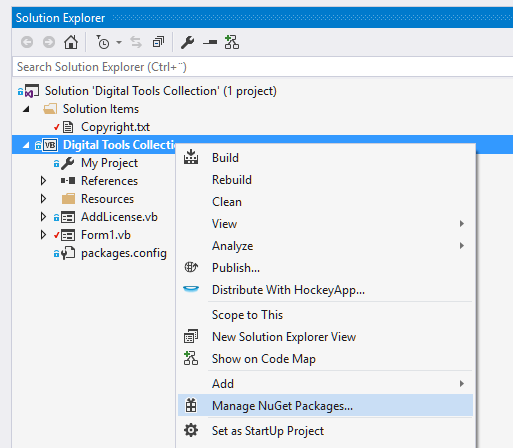 Solution Explorer
Search Solution Explorer (Ctrl+¨)
Solution 'Digital Tools Collection' (1 project)
Solution Items
Copyright.txt
VB Digital Tools Collectio
My Project
References
Resources
AddLicense.vb
Form1.vb
packages.config
Build
Rebuild
Clean
View
Analyze
Publish...
Distribute With HockeyApp...
Scope to This
New Solution Explorer View
Show on Code Map
Add
Manage NuGet Packages...
Set as StartUp Project